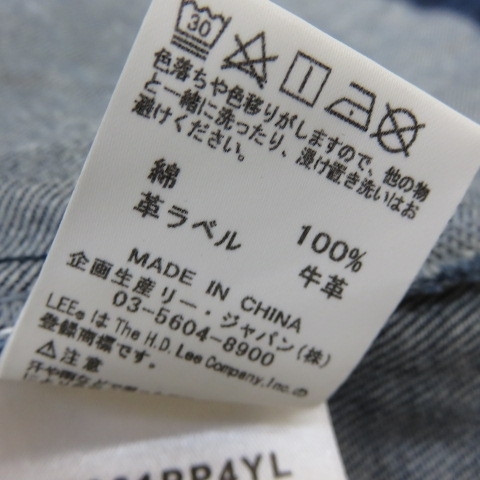 30
色落ちや色移りがしますので、他の物
と一緒に洗ったり、浸け置き洗いはお
避けください。
綿 100%
革ラベル 牛革
MADE IN CHINA
企画生産リー・ジャパン(株)
03-5604-8900
LEE®は The H.D. Lee Company, Inc.の
登録商標です。
⚠注意